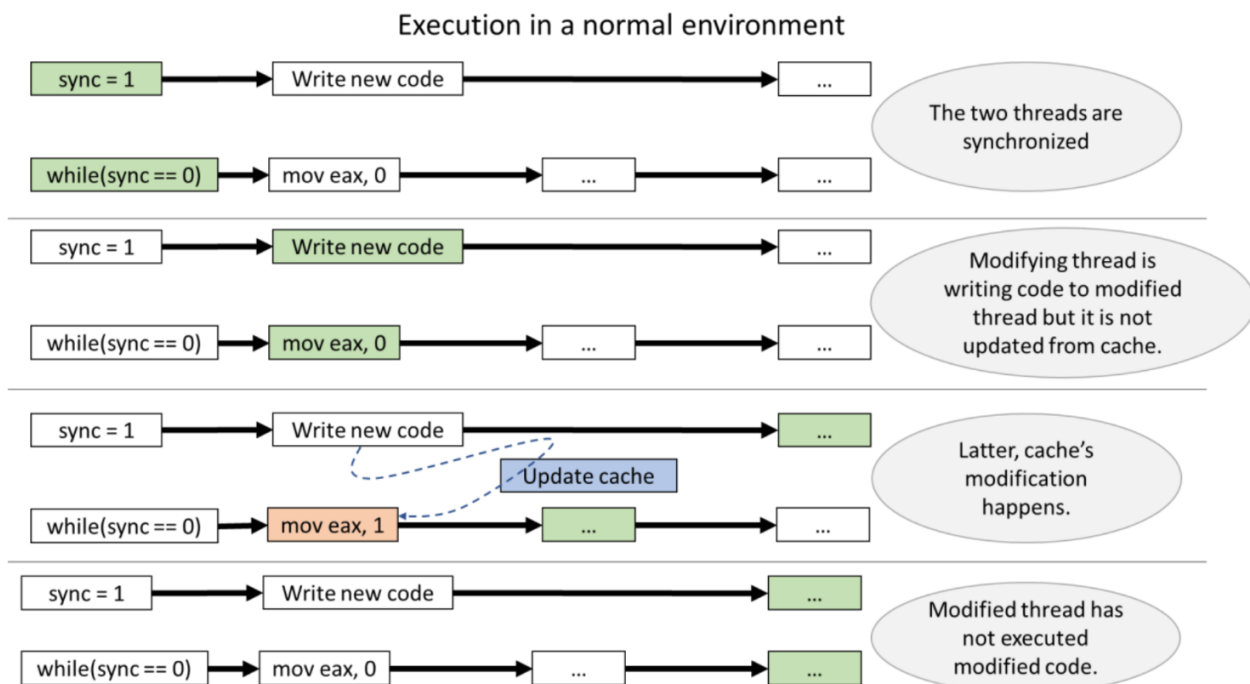 Execution in a normal environment
sync = 1
Write new code
...
The two threads are
synchronized
while(sync == 0)
mov eax, 0
...
...
sync = 1
Write new code
...
Modifying thread is
writing code to modified
thread but it is not
updated from cache.
while(sync == 0)
mov eax, 0
...
...
sync = 1
Write new code
...
Latter, cache's
modification
happens.
Update cache
while(sync == 0)
mov eax, 1
...
...
sync = 1
Write new code
...
Modified thread has
not executed
modified code.
while(sync == 0)
mov eax, 0
...
...